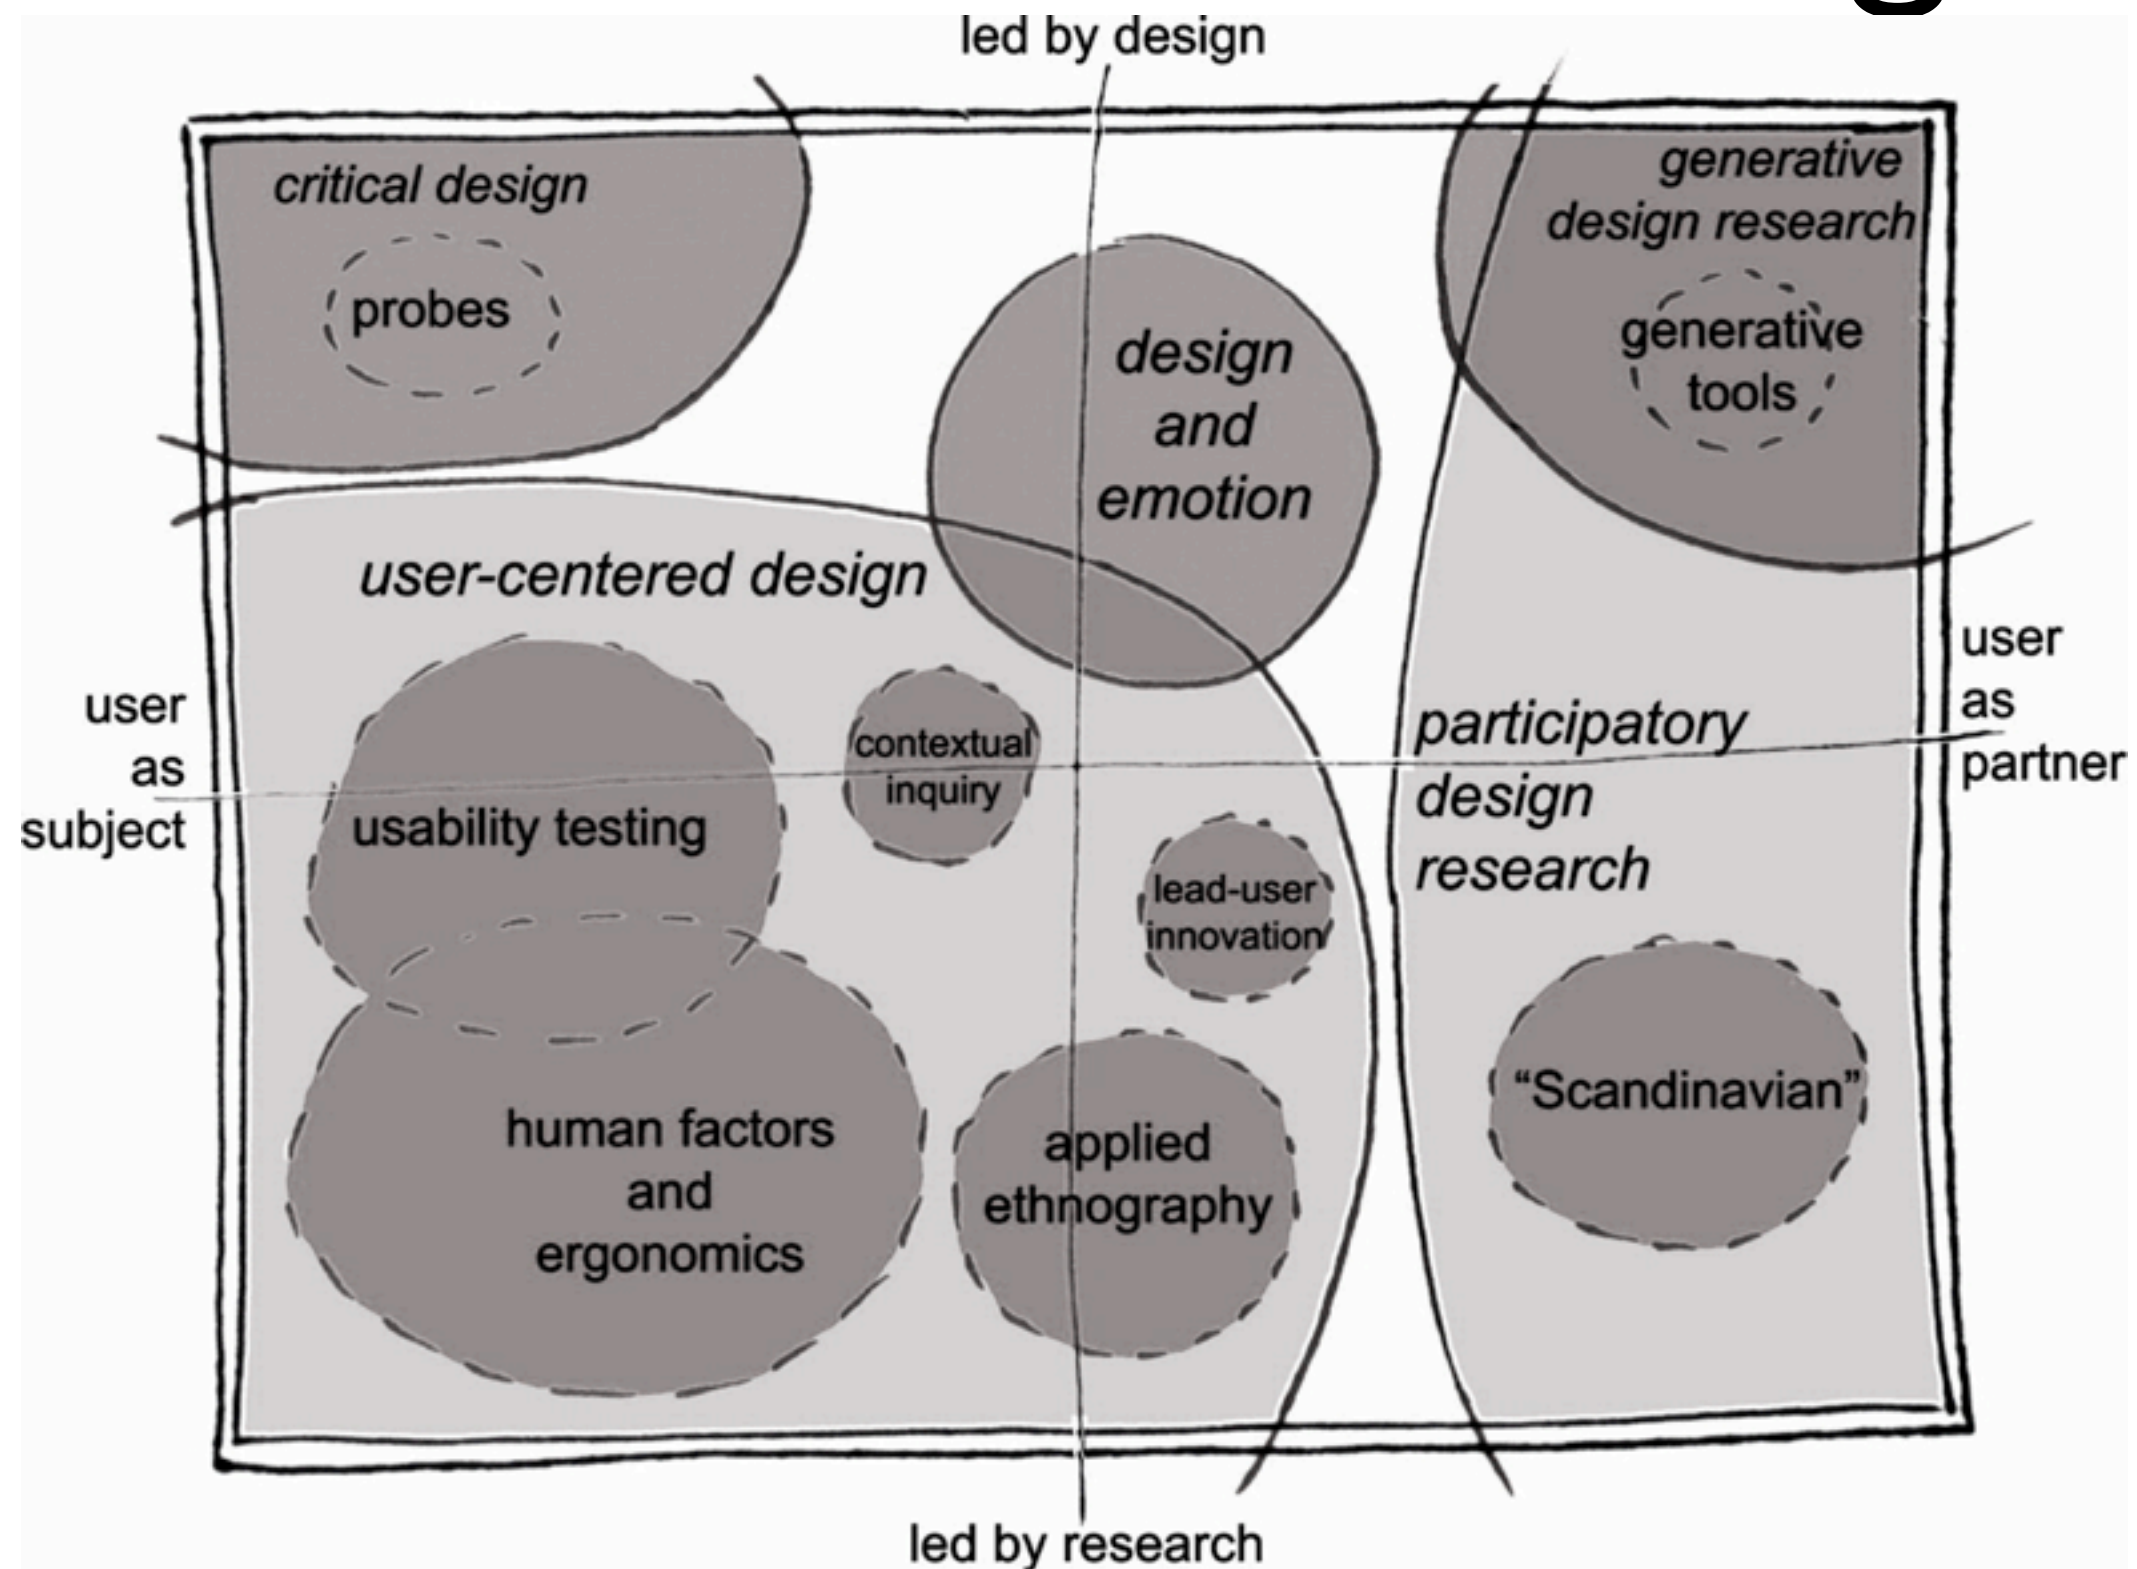 led by design
critical design
probes
generative
design research
generative
tools
design
and
emotion
user-centered design
user
as
subject
user
as
partner
contextual
inquiry
usability testing
participatory
design
research
lead-user
innovation
"Scandinavian"
human factors
and
ergonomics
applied
ethnography
led by research